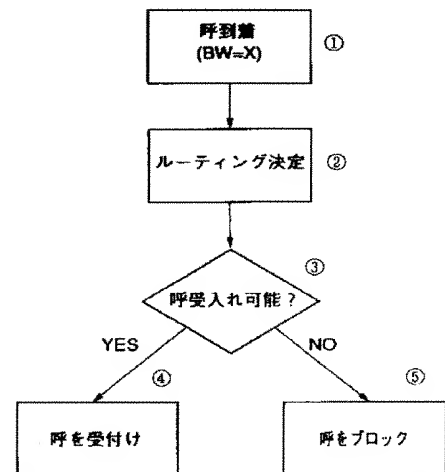 呼到着
(BW=X)
①
ルーティング決定
②
③
呼受入れ可能？
YES
NO
④
⑤
呼を受付け
呼をブロック